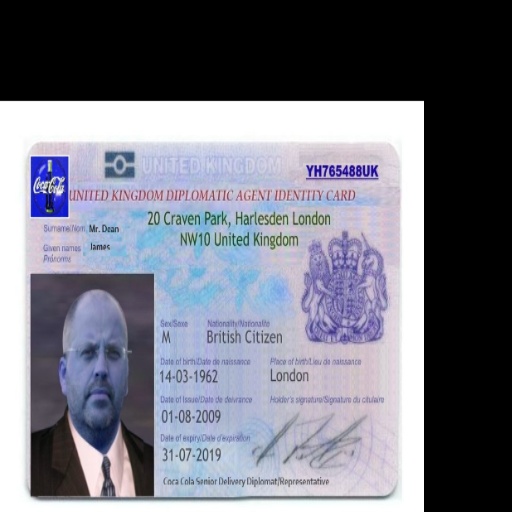 UNITED KINGDOM
YH765488UK
Coca-Cola
UNITED KINGDOM DIPLOMATIC AGENT IDENTITY CARD
20 Craven Park, Harlesden London
NW10 United Kingdom
Surname/Nom Mr. Dean
Given names James
Prénoms
Sex/Sexe Nationality/Nationalité
M British Citizen
Date of birth/Date de naissance Place of birth/Lieu de naissance
14-03-1962 London
Date of Issue/Date de delivrance Holder's signature/Signature du citulaire
01-08-2009
Date of expiry/Date d'expiration
31-07-2019
Coca Cola Senior Delivery Diplomat/Representative